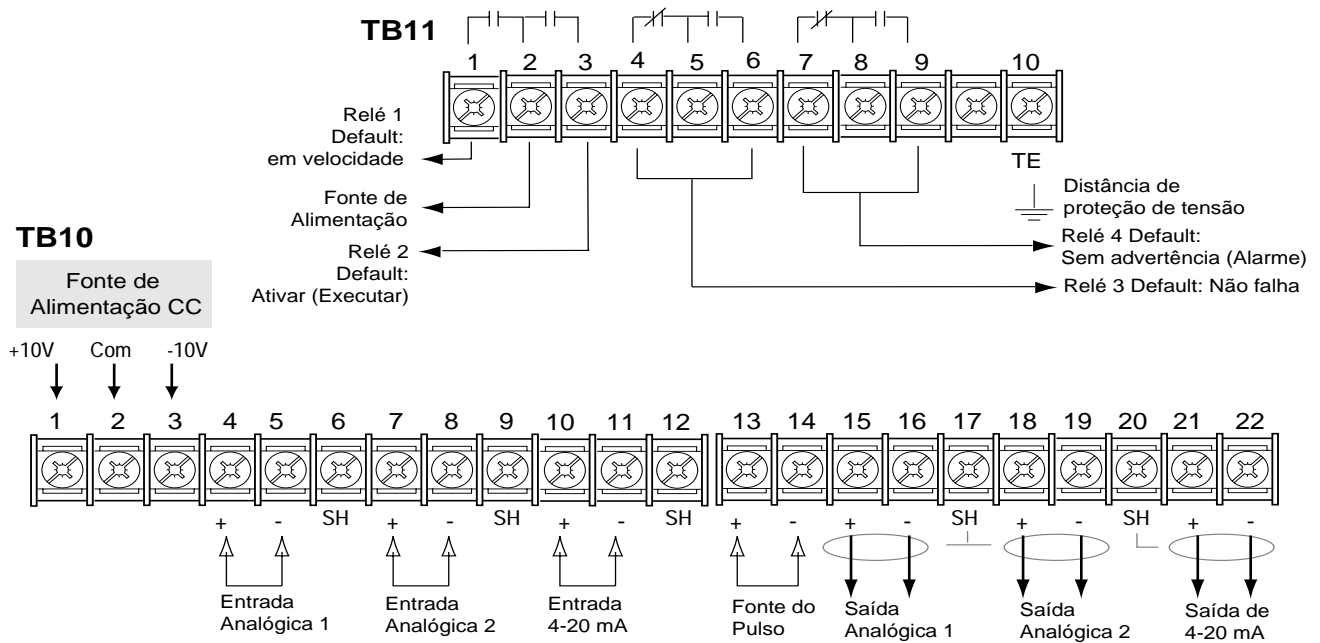 TB11
1 2 3 4 5 6 7 8 9 10
Relé 1
Default:
em velocidade
Fonte de
Alimentação
Relé 2
Default:
Ativar (Executar)
TE
Distância de
proteção de tensão
Relé 4 Default:
Sem advertência (Alarme)
Relé 3 Default: Não falha
TB10
Fonte de
Alimentação CC
+10V Com -10V
1 2 3 4 5 6 7 8 9 10 11 12 13 14 15 16 17 18 19 20 21 22
+ - SH + - SH + - SH + - + - SH + - SH + -
Entrada
Analógica 1
Entrada
Analógica 2
Entrada
4-20 mA
Fonte do
Pulso
Saída
Analógica 1
Saída
Analógica 2
Saída de
4-20 mA